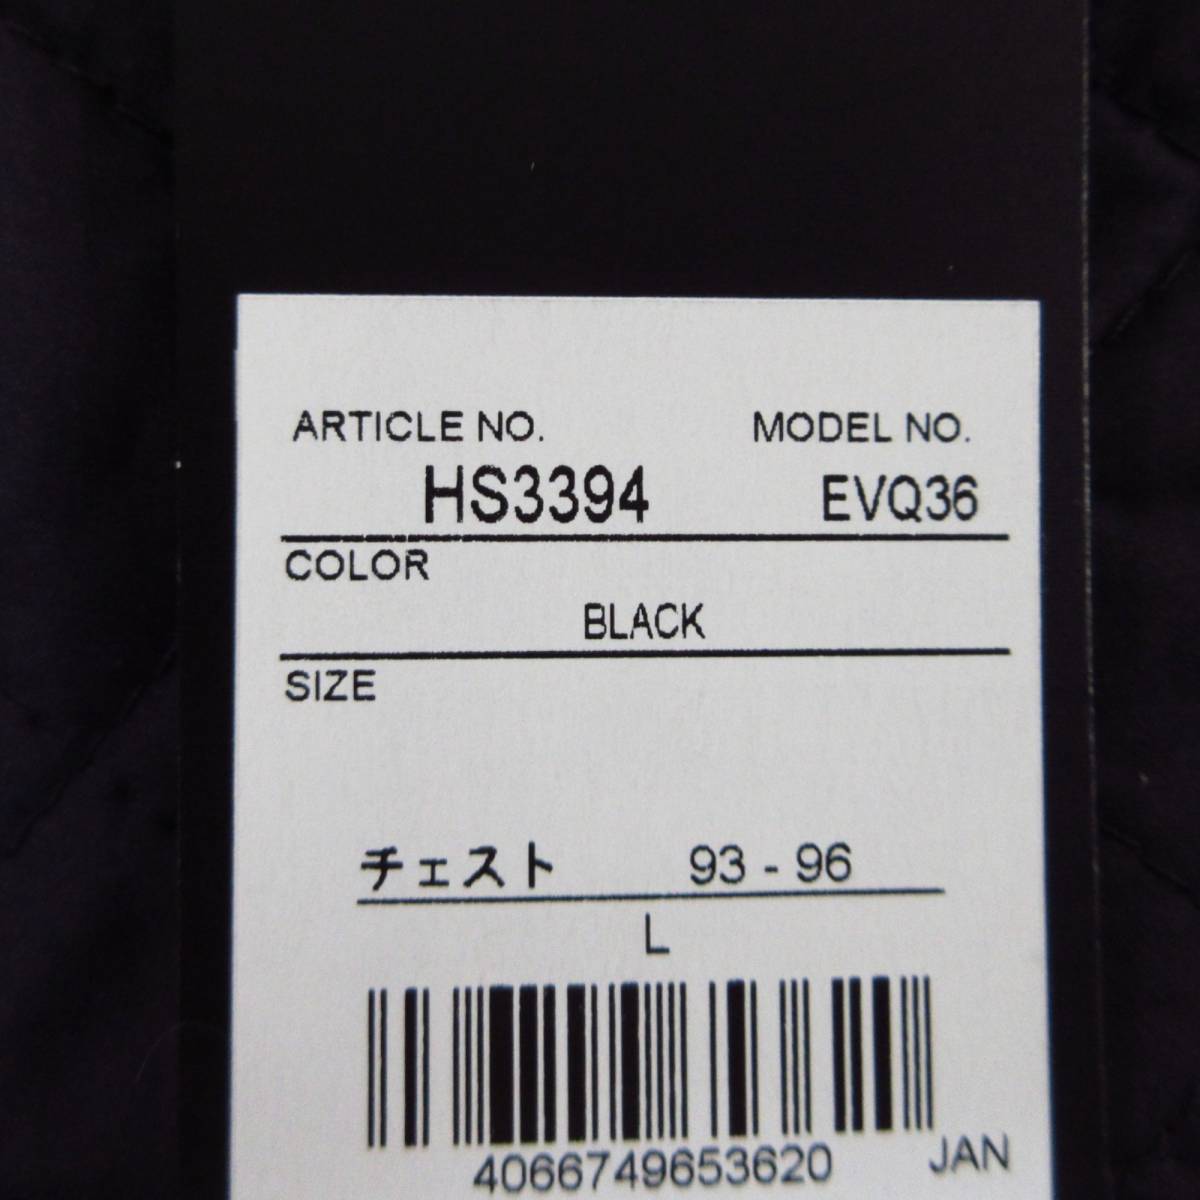 ARTICLE NO. MODEL NO.
HS3394 EVQ36
COLOR
BLACK
SIZE
チェスト 93 - 96
L
4066749653620 JAN